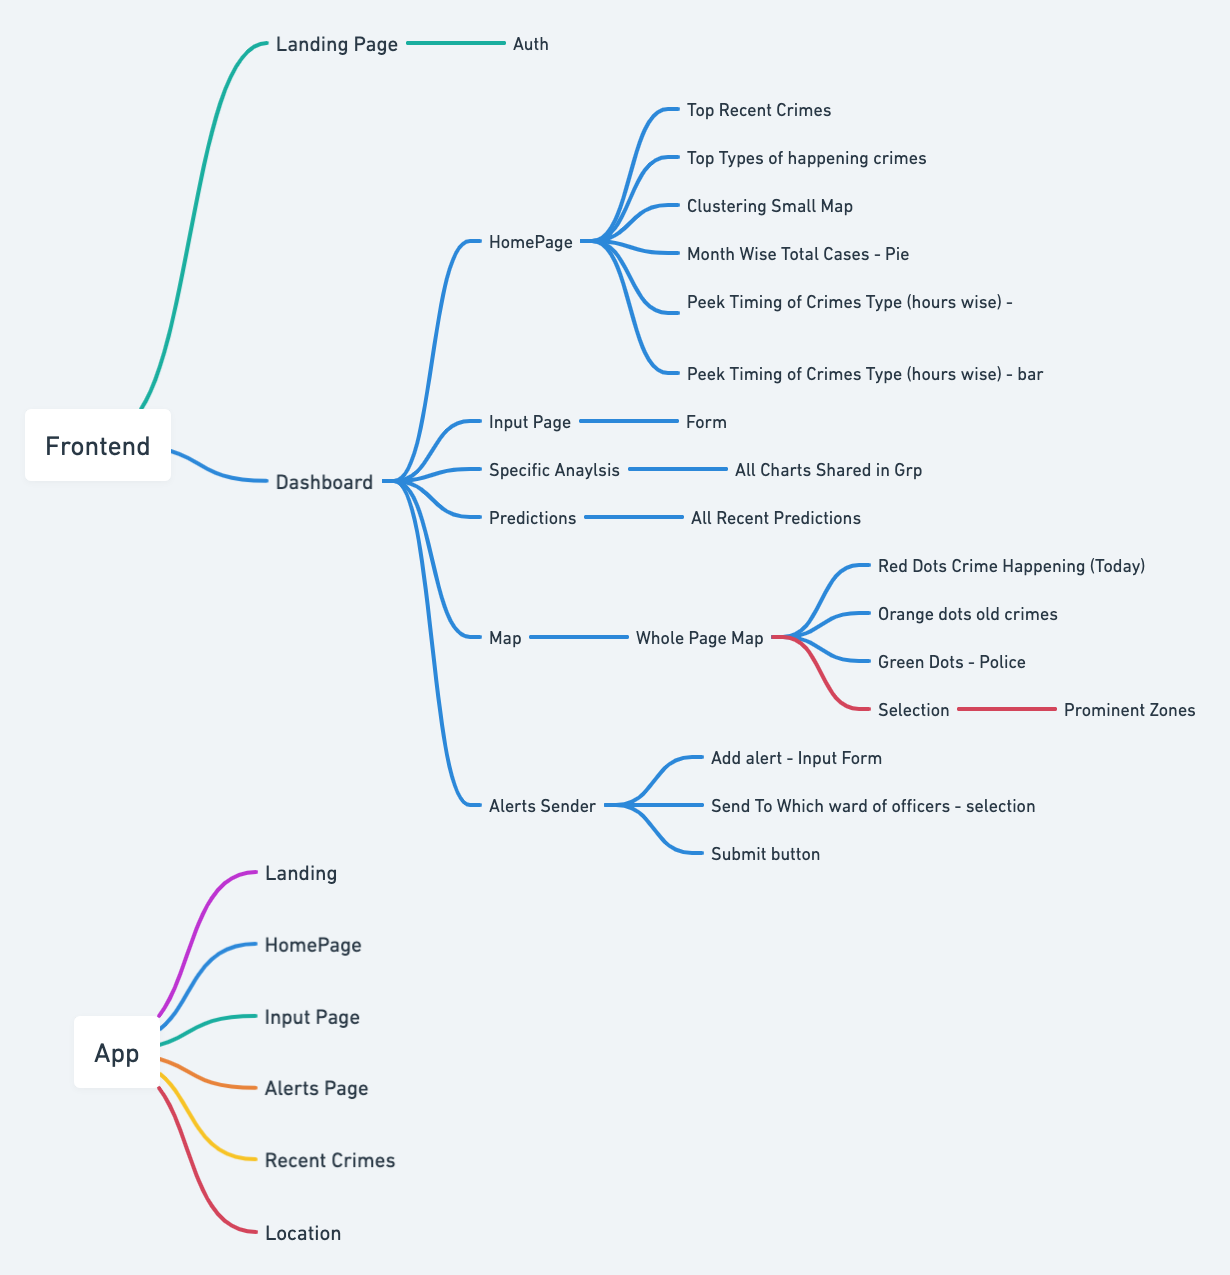 Landing Page
Auth
Top Recent Crimes
Top Types of happening crimes
Clustering Small Map
HomePage
Month Wise Total Cases - Pie
Peek Timing of Crimes Type (hours wise) -
Peek Timing of Crimes Type (hours wise) - bar
Frontend
Input Page
Form
Dashboard
Specific Anaylsis
All Charts Shared in Grp
Predictions
All Recent Predictions
Red Dots Crime Happening (Today)
Orange dots old crimes
Map
Whole Page Map
Green Dots - Police
Selection
Prominent Zones
Add alert - Input Form
Alerts Sender
Send To Which ward of officers - selection
Submit button
Landing
HomePage
Input Page
App
Alerts Page
Recent Crimes
Location